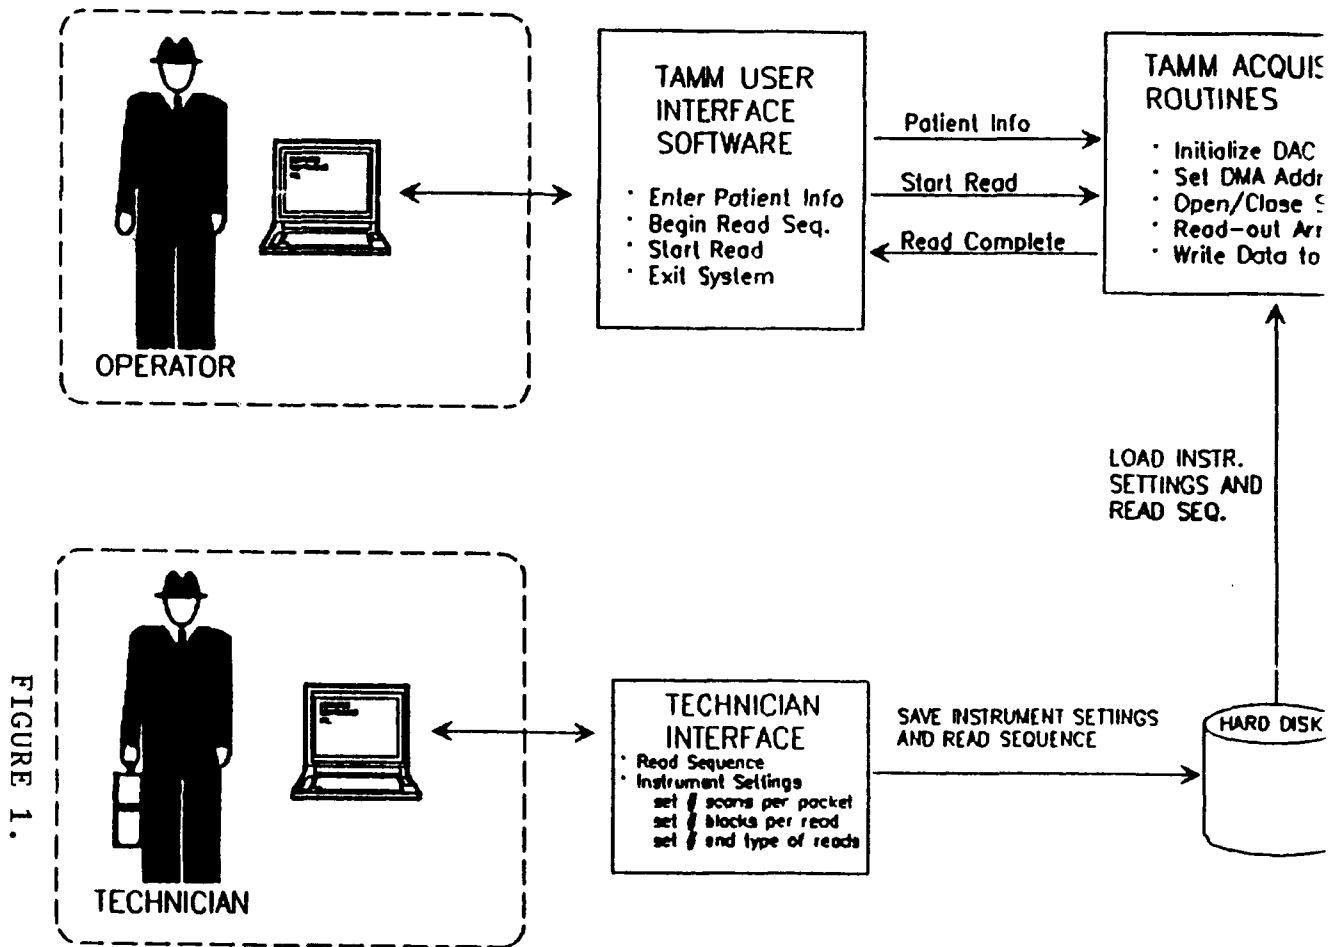 TAMM USER
INTERFACE
SOFTWARE
· Enter Patient Info
· Begin Read Seq.
· Start Read
· Exit System
Patient Info
Start Read
Read Complete
TAMM ACQUIS
ROUTINES
· Initialize DAC
· Set DMA Addr
· Open/Close S
· Read-out Arr
· Write Data to
OPERATOR
LOAD INSTR.
SETTINGS AND
READ SEQ.
TECHNICIAN
INTERFACE
· Read Sequence
· Instrument Settings
set # scans per packet
set # blocks per read
set # and type of reads
SAVE INSTRUMENT SETTINGS
AND READ SEQUENCE
HARD DISK
TECHNICIAN
FIGURE 1.